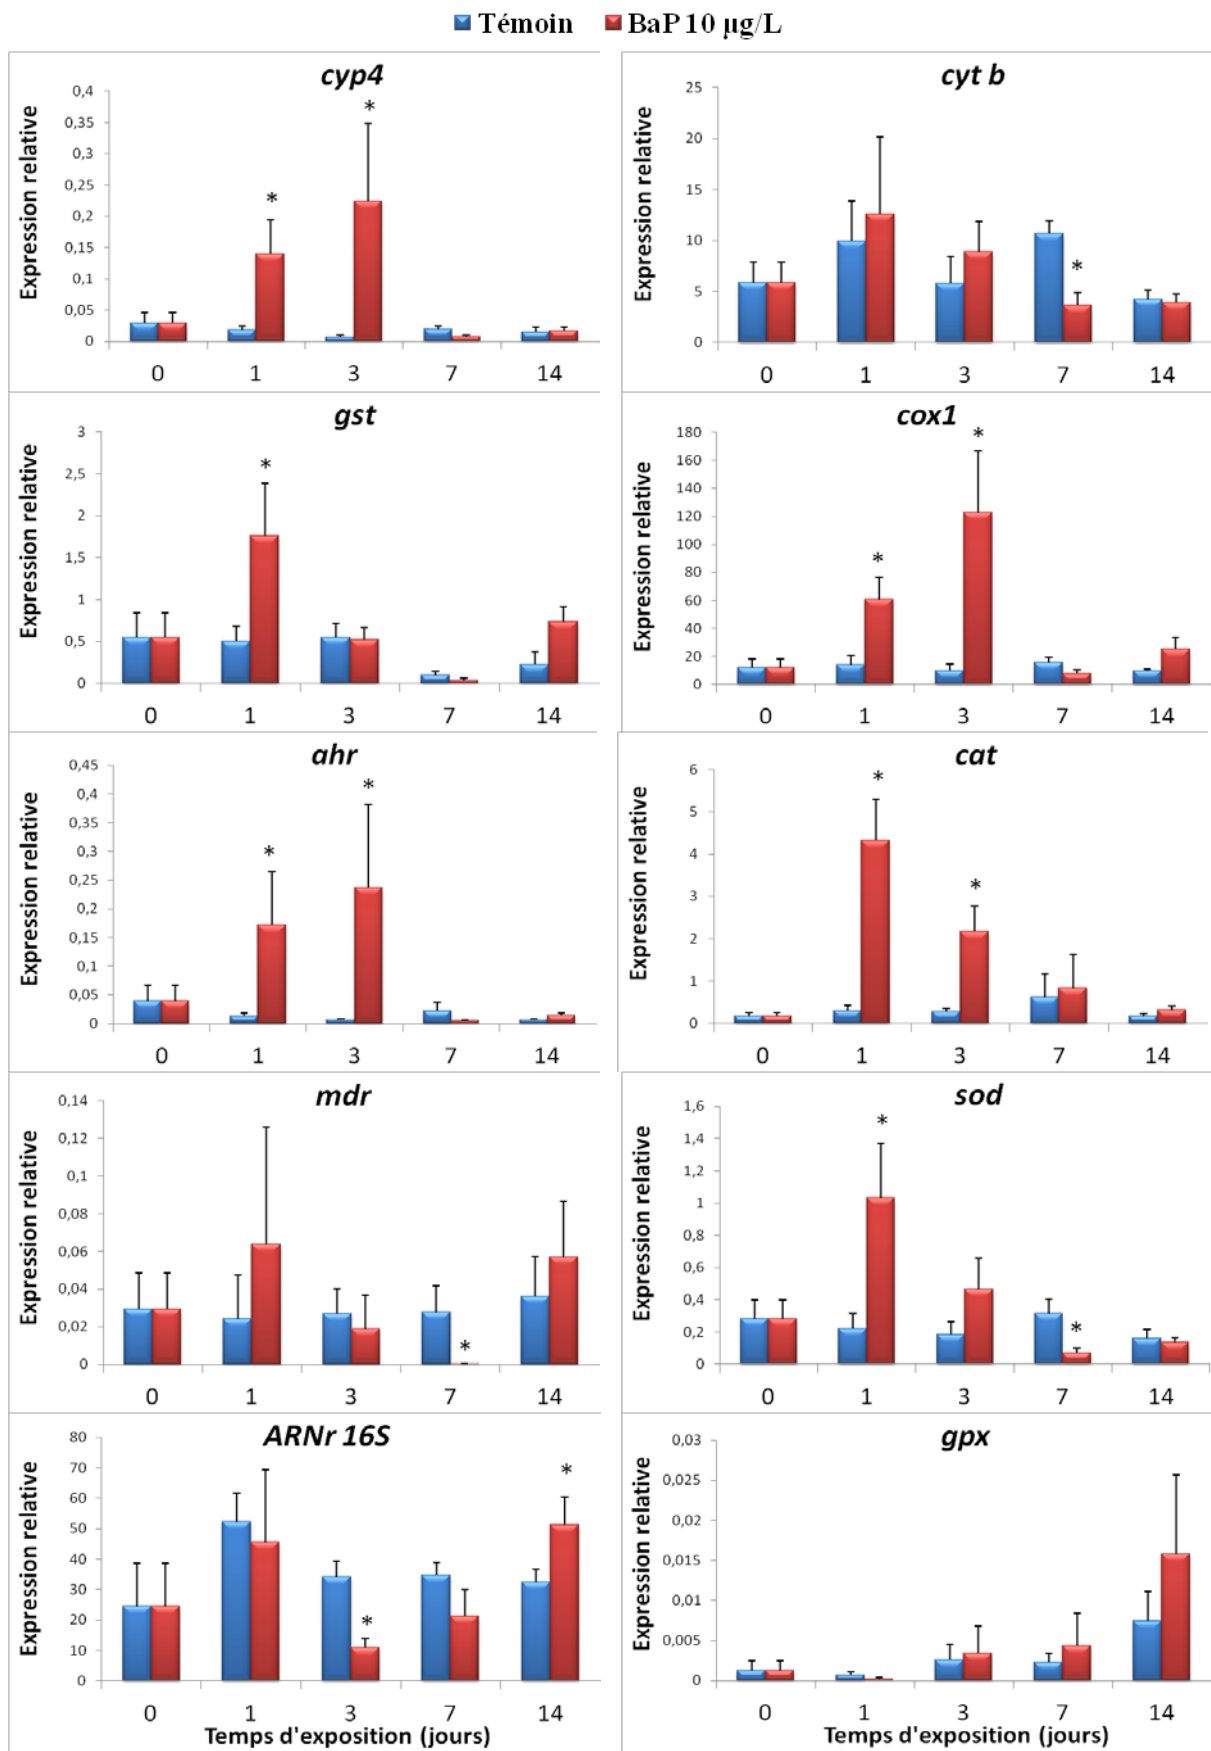 Témoin BaP 10 µg/L
cyp4
Expression relative
0,4
0,35
0,3
0,25
0,2
0,15
0,1
0,05
0
* *
0 1 3 7 14
cyt b
Expression relative
25
20
15
10
5
0
*
0 1 3 7 14
gst
Expression relative
3
2,5
2
1,5
1
0,5
0
*
0 1 3 7 14
cox1
Expression relative
180
160
140
120
100
80
60
40
20
0
* *
0 1 3 7 14
ahr
Expression relative
0,45
0,4
0,35
0,3
0,25
0,2
0,15
0,1
0,05
0
* *
0 1 3 7 14
cat
Expression relative
6
5
4
3
2
1
0
* *
0 1 3 7 14
mdr
Expression relative
0,14
0,12
0,1
0,08
0,06
0,04
0,02
0
*
0 1 3 7 14
sod
Expression relative
1,6
1,4
1,2
1
0,8
0,6
0,4
0,2
0
* *
0 1 3 7 14
ARNr 16S
Expression relative
80
70
60
50
40
30
20
10
0
* *
0 1 3 7 14
Temps d'exposition (jours)
gpx
Expression relative
0,03
0,025
0,02
0,015
0,01
0,005
0
0 1 3 7 14
Temps d'exposition (jours)